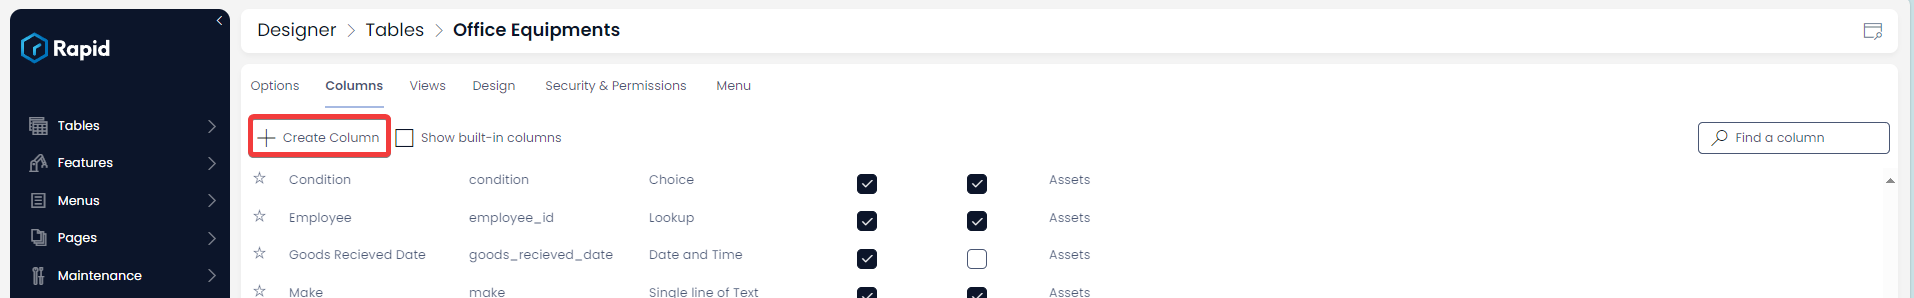 Rapid
Tables
Features
Menus
Pages
Maintenance
Designer > Tables > Office Equipments
Options Columns Views Design Security & Permissions Menu
Create Column Show built-in columns Find a column
Condition condition Choice Assets
Employee employee_id Lookup Assets
Goods Recieved Date goods_recieved_date Date and Time Assets
Make make Single line of Text Assets